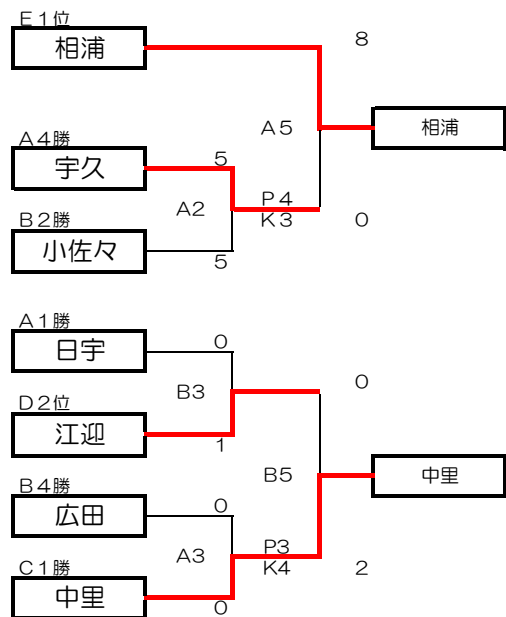 E1位
相浦
8
A5
相浦
A4勝
宇久
5
A2
P4
K3
0
B2勝
小佐々
5
A1勝
日宇
0
B3
0
D2位
江迎
1
B5
中里
B4勝
広田
0
A3
P3
K4
2
C1勝
中里
0